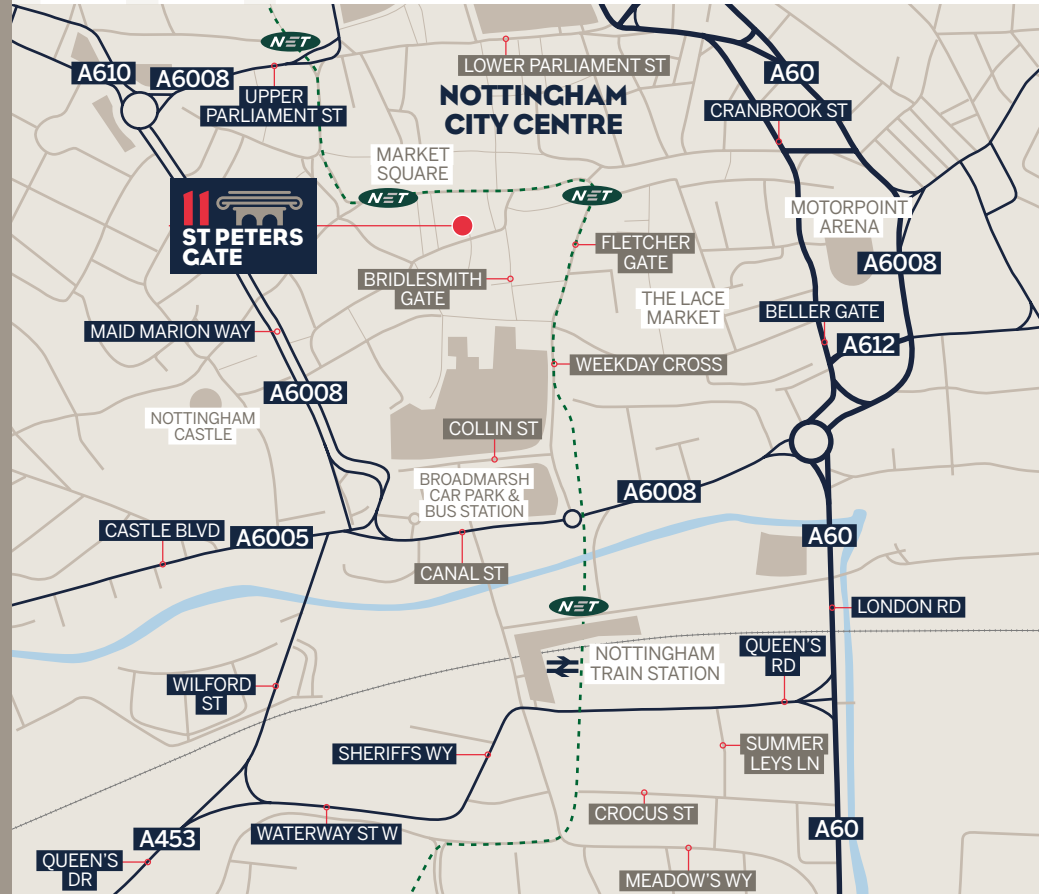 NET
LOWER PARLIAMENT ST
A610
A6008
A60
UPPER
PARLIAMENT ST
NOTTINGHAM
CITY CENTRE
CRANBROOK ST
MARKET
SQUARE
NET
NET
11
ST PETERS
GATE
MOTORPOINT
ARENA
FLETCHER
GATE
A6008
BRIDLESMITH
GATE
THE LACE
MARKET
BELLER GATE
MAID MARION WAY
A612
WEEKDAY CROSS
A6008
NOTTINGHAM
CASTLE
COLLIN ST
BROADMARSH
CAR PARK &
BUS STATION
A6008
CASTLE BLVD
A6005
A60
CANAL ST
NET
LONDON RD
NOTTINGHAM
TRAIN STATION
QUEEN'S
RD
WILFORD
ST
SHERIFFS WY
SUMMER
LEYS LN
CROCUS ST
WATERWAY ST W
A453
A60
QUEEN'S
DR
MEADOW'S WY